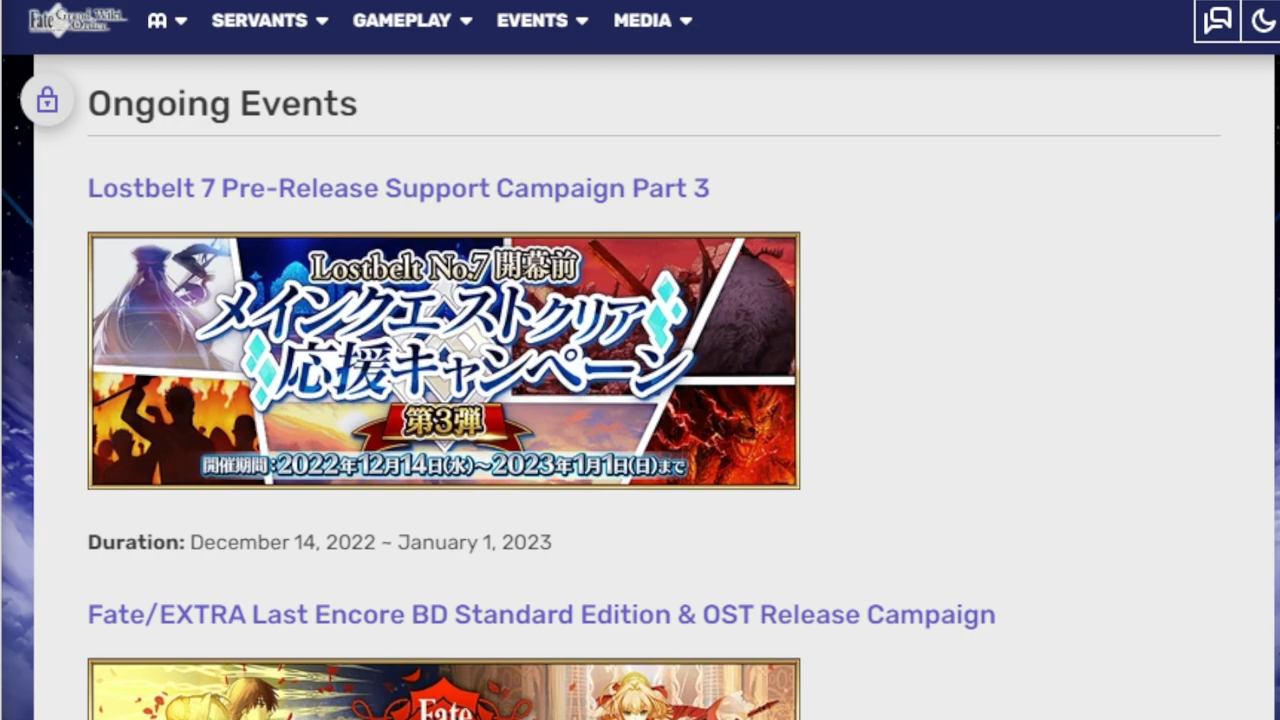 Fate Grand Order Wiki
SERVANTS GAMEPLAY EVENTS MEDIA
Ongoing Events
Lostbelt 7 Pre-Release Support Campaign Part 3
Lostbelt No.7 開幕前
メインクエストクリア
応援キャンペーン
第3弾
開催期間:2022年12月14日(水)~2023年1月1日(日)まで
Duration: December 14, 2022 ~ January 1, 2023
Fate/EXTRA Last Encore BD Standard Edition & OST Release Campaign
Fate